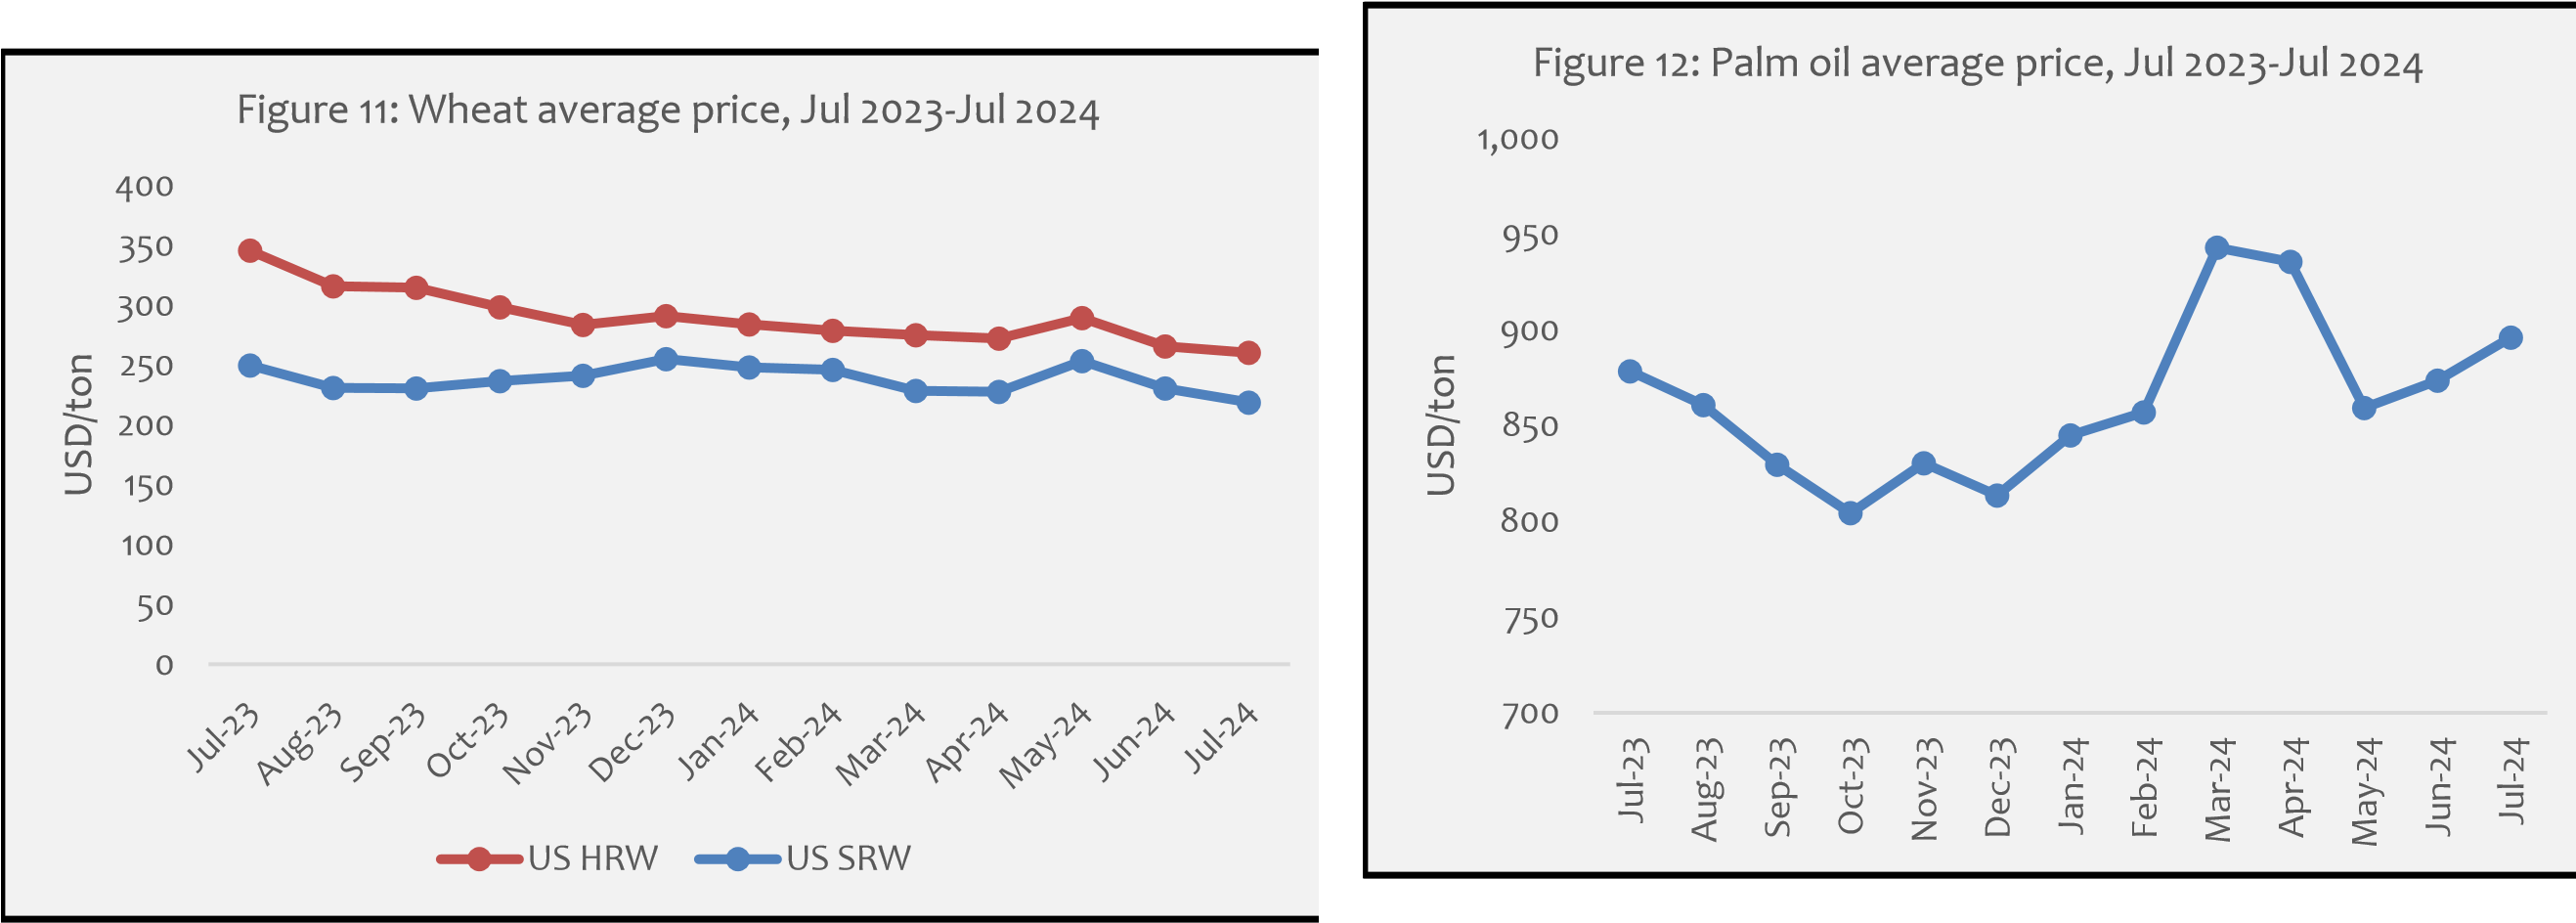 Figure 11: Wheat average price, Jul 2023-Jul 2024
400
350
300
250
200
150
100
50
0
USD/ton
Jul-23
Aug-23
Sep-23
Oct-23
Nov-23
Dec-23
Jan-24
Feb-24
Mar-24
Apr-24
May-24
Jun-24
Jul-24
US HRW
US SRW
Figure 12: Palm oil average price, Jul 2023-Jul 2024
1,000
950
900
850
800
750
700
USD/ton
Jul-23
Aug-23
Sep-23
Oct-23
Nov-23
Dec-23
Jan-24
Feb-24
Mar-24
Apr-24
May-24
Jun-24
Jul-24